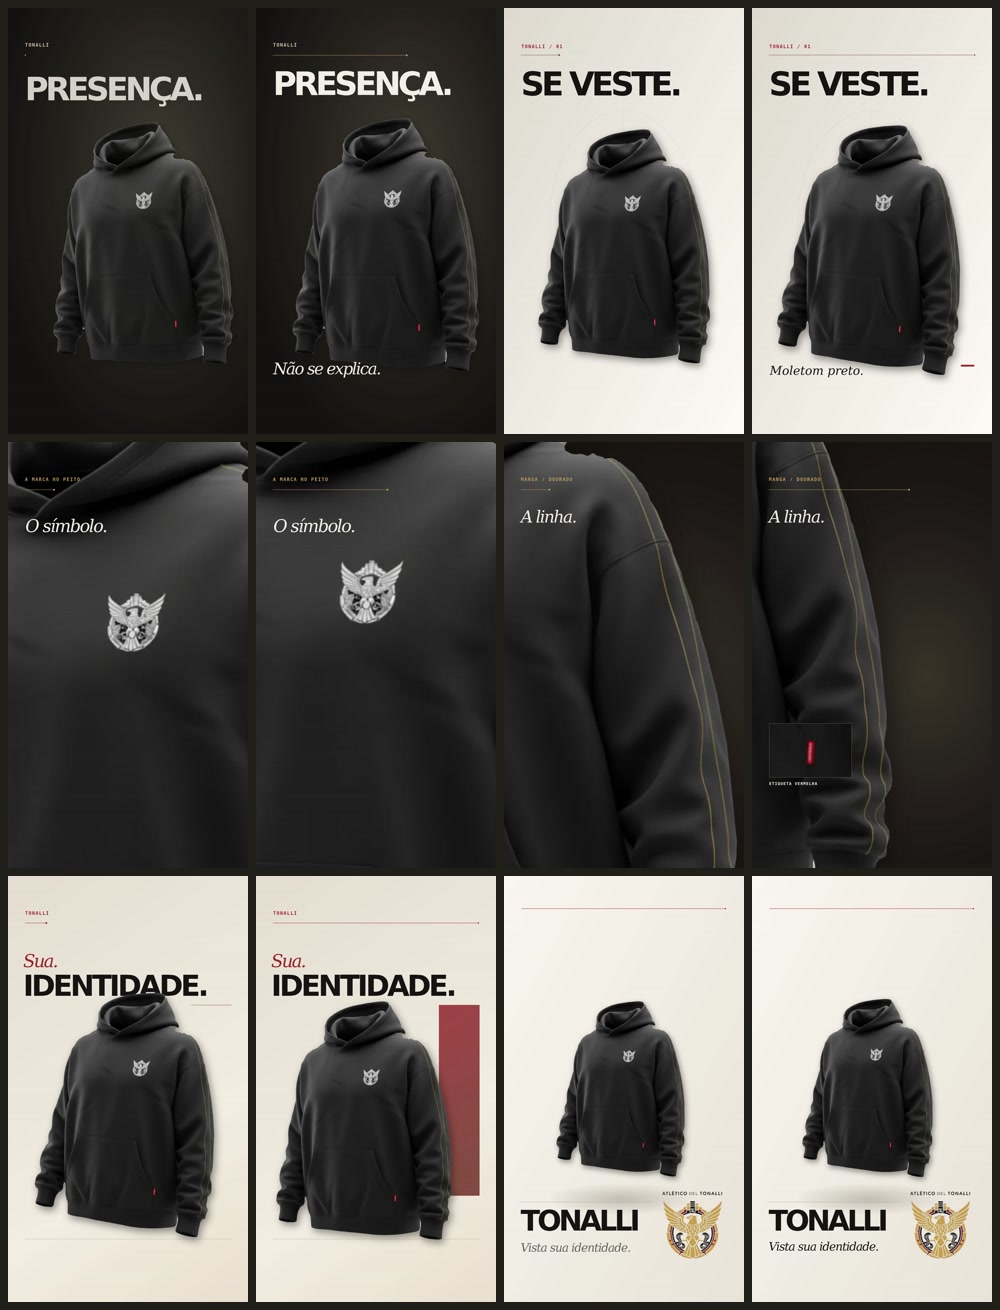 TONALLI
PRESENÇA.
TONALLI
PRESENÇA.
Não se explica.
TONALLI / 01
SE VESTE.
TONALLI / 01
SE VESTE.
Moletom preto.
A MARCA NO PEITO
O símbolo.
A MARCA NO PEITO
O símbolo.
MANGA / DOURADO
A linha.
MANGA / DOURADO
A linha.
ETIQUETA VERMELHA
TONALLI
Sua.
IDENTIDADE.
TONALLI
Sua.
IDENTIDADE.
ATLÉTICO DEL TONALLI
TONALLI
Vista sua identidade.
ATLÉTICO DEL TONALLI
TONALLI
Vista sua identidade.